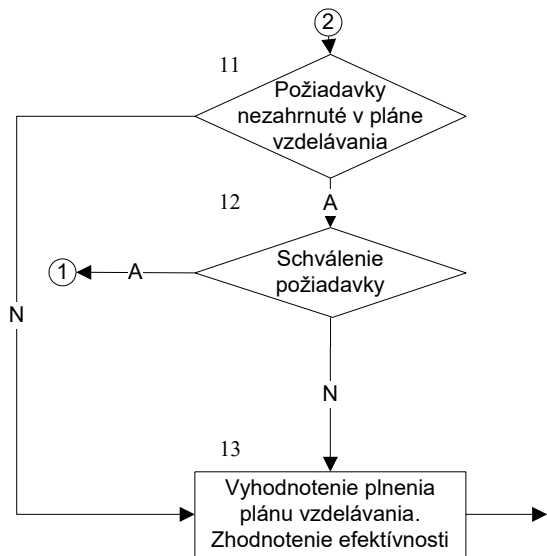 2
11
Požiadavky
nezahrnuté v pláne
vzdelávania
A
12
Schválenie
požiadavky
1
A
N
N
13
Vyhodnotenie plnenia
plánu vzdelávania.
Zhodnotenie efektívnosti